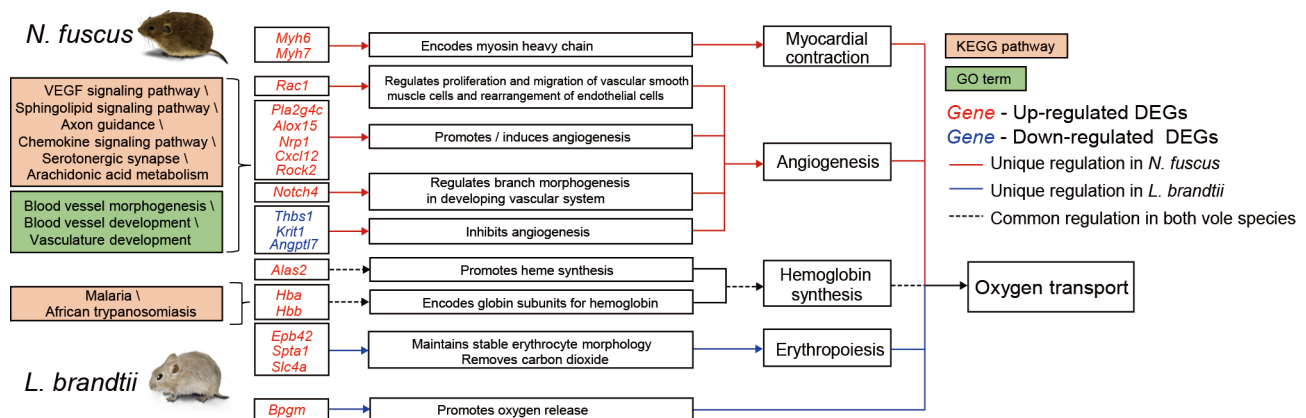 N. fuscus
VEGF signaling pathway \
Sphingolipid signaling pathway \
Axon guidance \
Chemokine signaling pathway \
Serotonergic synapse \
Arachidonic acid metabolism
Blood vessel morphogenesis \
Blood vessel development \
Vasculature development
Malaria \
African trypanosomiasis
L. brandtii
Myh6
Myh7
Encodes myosin heavy chain
Myocardial
contraction
Rac1
Regulates proliferation and migration of vascular smooth
muscle cells and rearrangement of endothelial cells
Pla2g4c
Alox15
Nrp1
Cxcl12
Rock2
Promotes / induces angiogenesis
Angiogenesis
Notch4
Regulates branch morphogenesis
in developing vascular system
Thbs1
Krit1
Angptl7
Inhibits angiogenesis
Alas2
Promotes heme synthesis
Hemoglobin
synthesis
Hba
Hbb
Encodes globin subunits for hemoglobin
Epb42
Spta1
Slc4a
Maintains stable erythrocyte morphology
Removes carbon dioxide
Erythropoiesis
Bpgm
Promotes oxygen release
Oxygen transport
KEGG pathway
GO term
Gene - Up-regulated DEGs
Gene - Down-regulated DEGs
Unique regulation in N. fuscus
Unique regulation in L. brandtii
Common regulation in both vole species